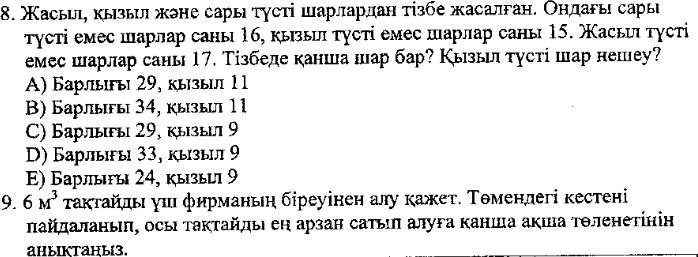 8. Жасыл, қызыл және сары түсті шарлардан тізбе жасалған. Ондағы сары
түсті емес шарлар саны 16, қызыл түсті емес шарлар саны 15. Жасыл түсті
емес шарлар саны 17. Тізбеде қанша шар бар? Қызыл түсті шар нешеу?
A) Барлығы 29, қызыл 11
B) Барлығы 34, қызыл 11
C) Барлығы 29, қызыл 9
D) Барлығы 33, қызыл 9
E) Барлығы 24, қызыл 9
9. 6 м³ тақтайды үш фирманың біреуінен алу қажет. Төмендегі кестені
пайдаланып, осы тақтайды ең арзан сатып алуға қанша ақша төленетінін
анықтаңыз.